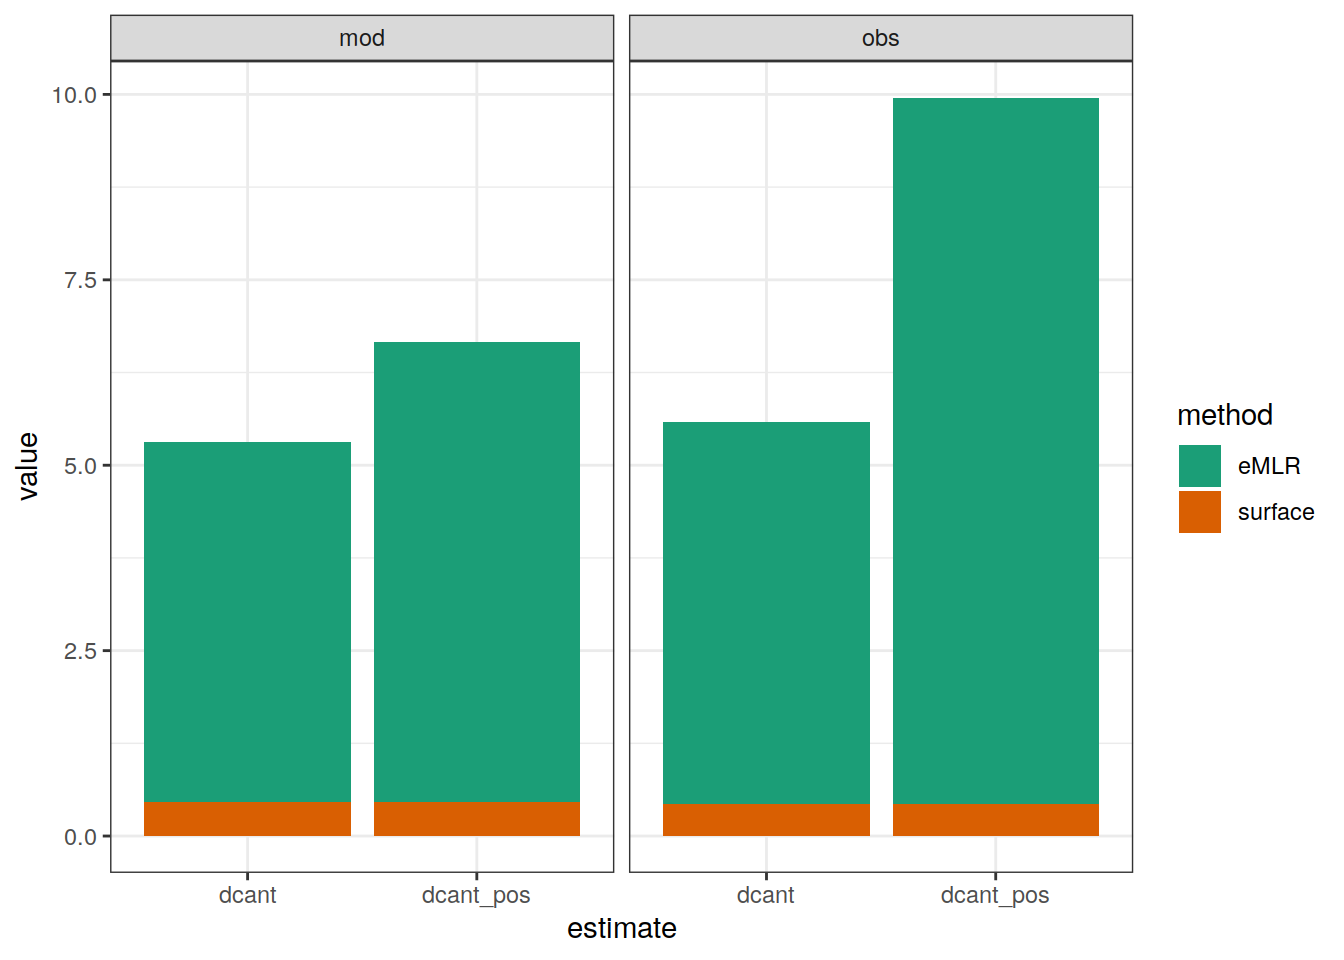 mod
obs
10.0
7.5
5.0
2.5
0.0
value
dcant
dcant_pos
dcant
dcant_pos
estimate
method
eMLR
surface